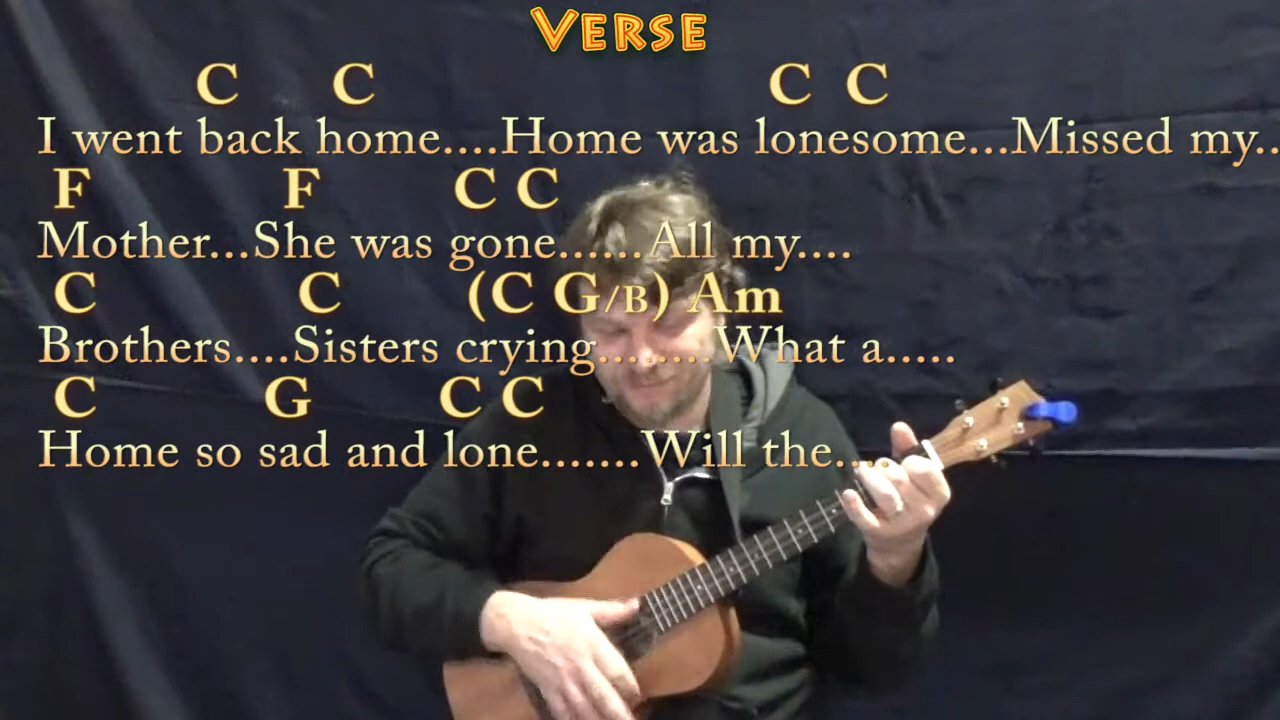 VERSE
C C C C
I went back home....Home was lonesome...Missed my..
F F C C
Mother...She was gone......All my....
C C (C G/B) Am
Brothers....Sisters crying........What a.....
C G C C
Home so sad and lone.......Will the....